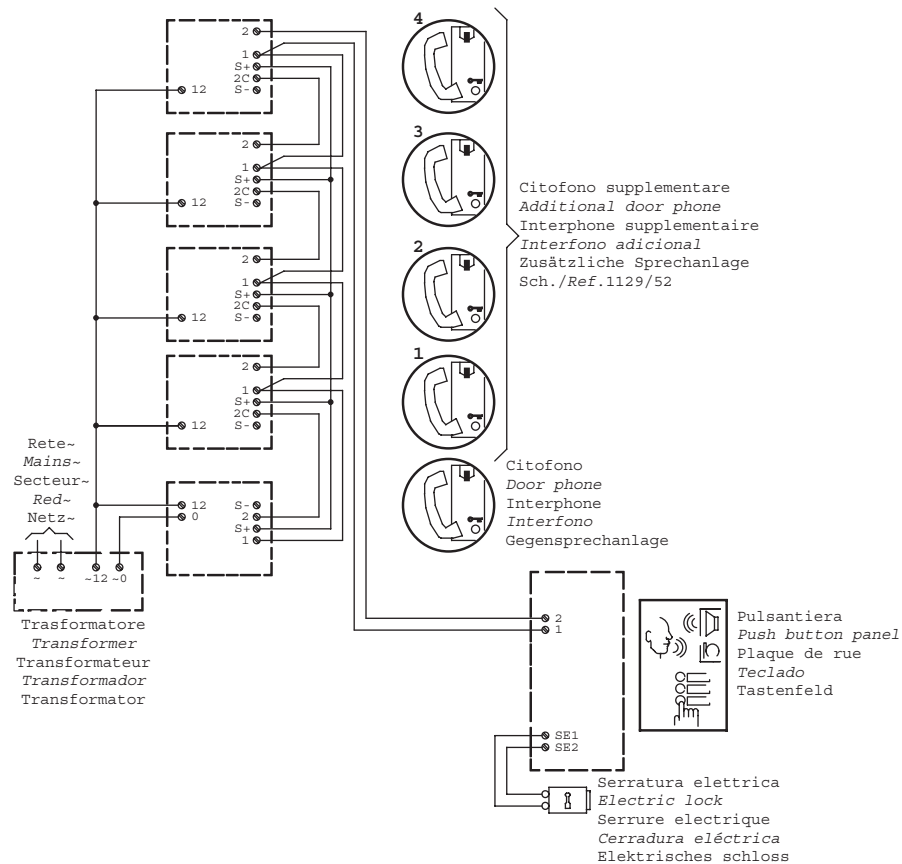 2
1
S+
2C
S-
12
4
2
1
S+
2C
S-
12
3
Citofono supplementare
Additional door phone
Interphone supplementaire
Interfono adicional
Zusätzliche Sprechanlage
Sch./Ref.1129/52
2
1
S+
2C
S-
12
2
2
1
S+
2C
S-
12
1
Rete~
Mains~
Secteur~
Red~
Netz~
12
0
S-
2
S+
1
Citofono
Door phone
Interphone
Interfono
Gegensprechanlage
~ ~ ~12 ~0
Trasformatore
Transformer
Transformateur
Transformador
Transformator
2
1
SE1
SE2
Pulsantiera
Push button panel
Plaque de rue
Teclado
Tastenfeld
Serratura elettrica
Electric lock
Serrure electrique
Cerradura eléctrica
Elektrisches schloss